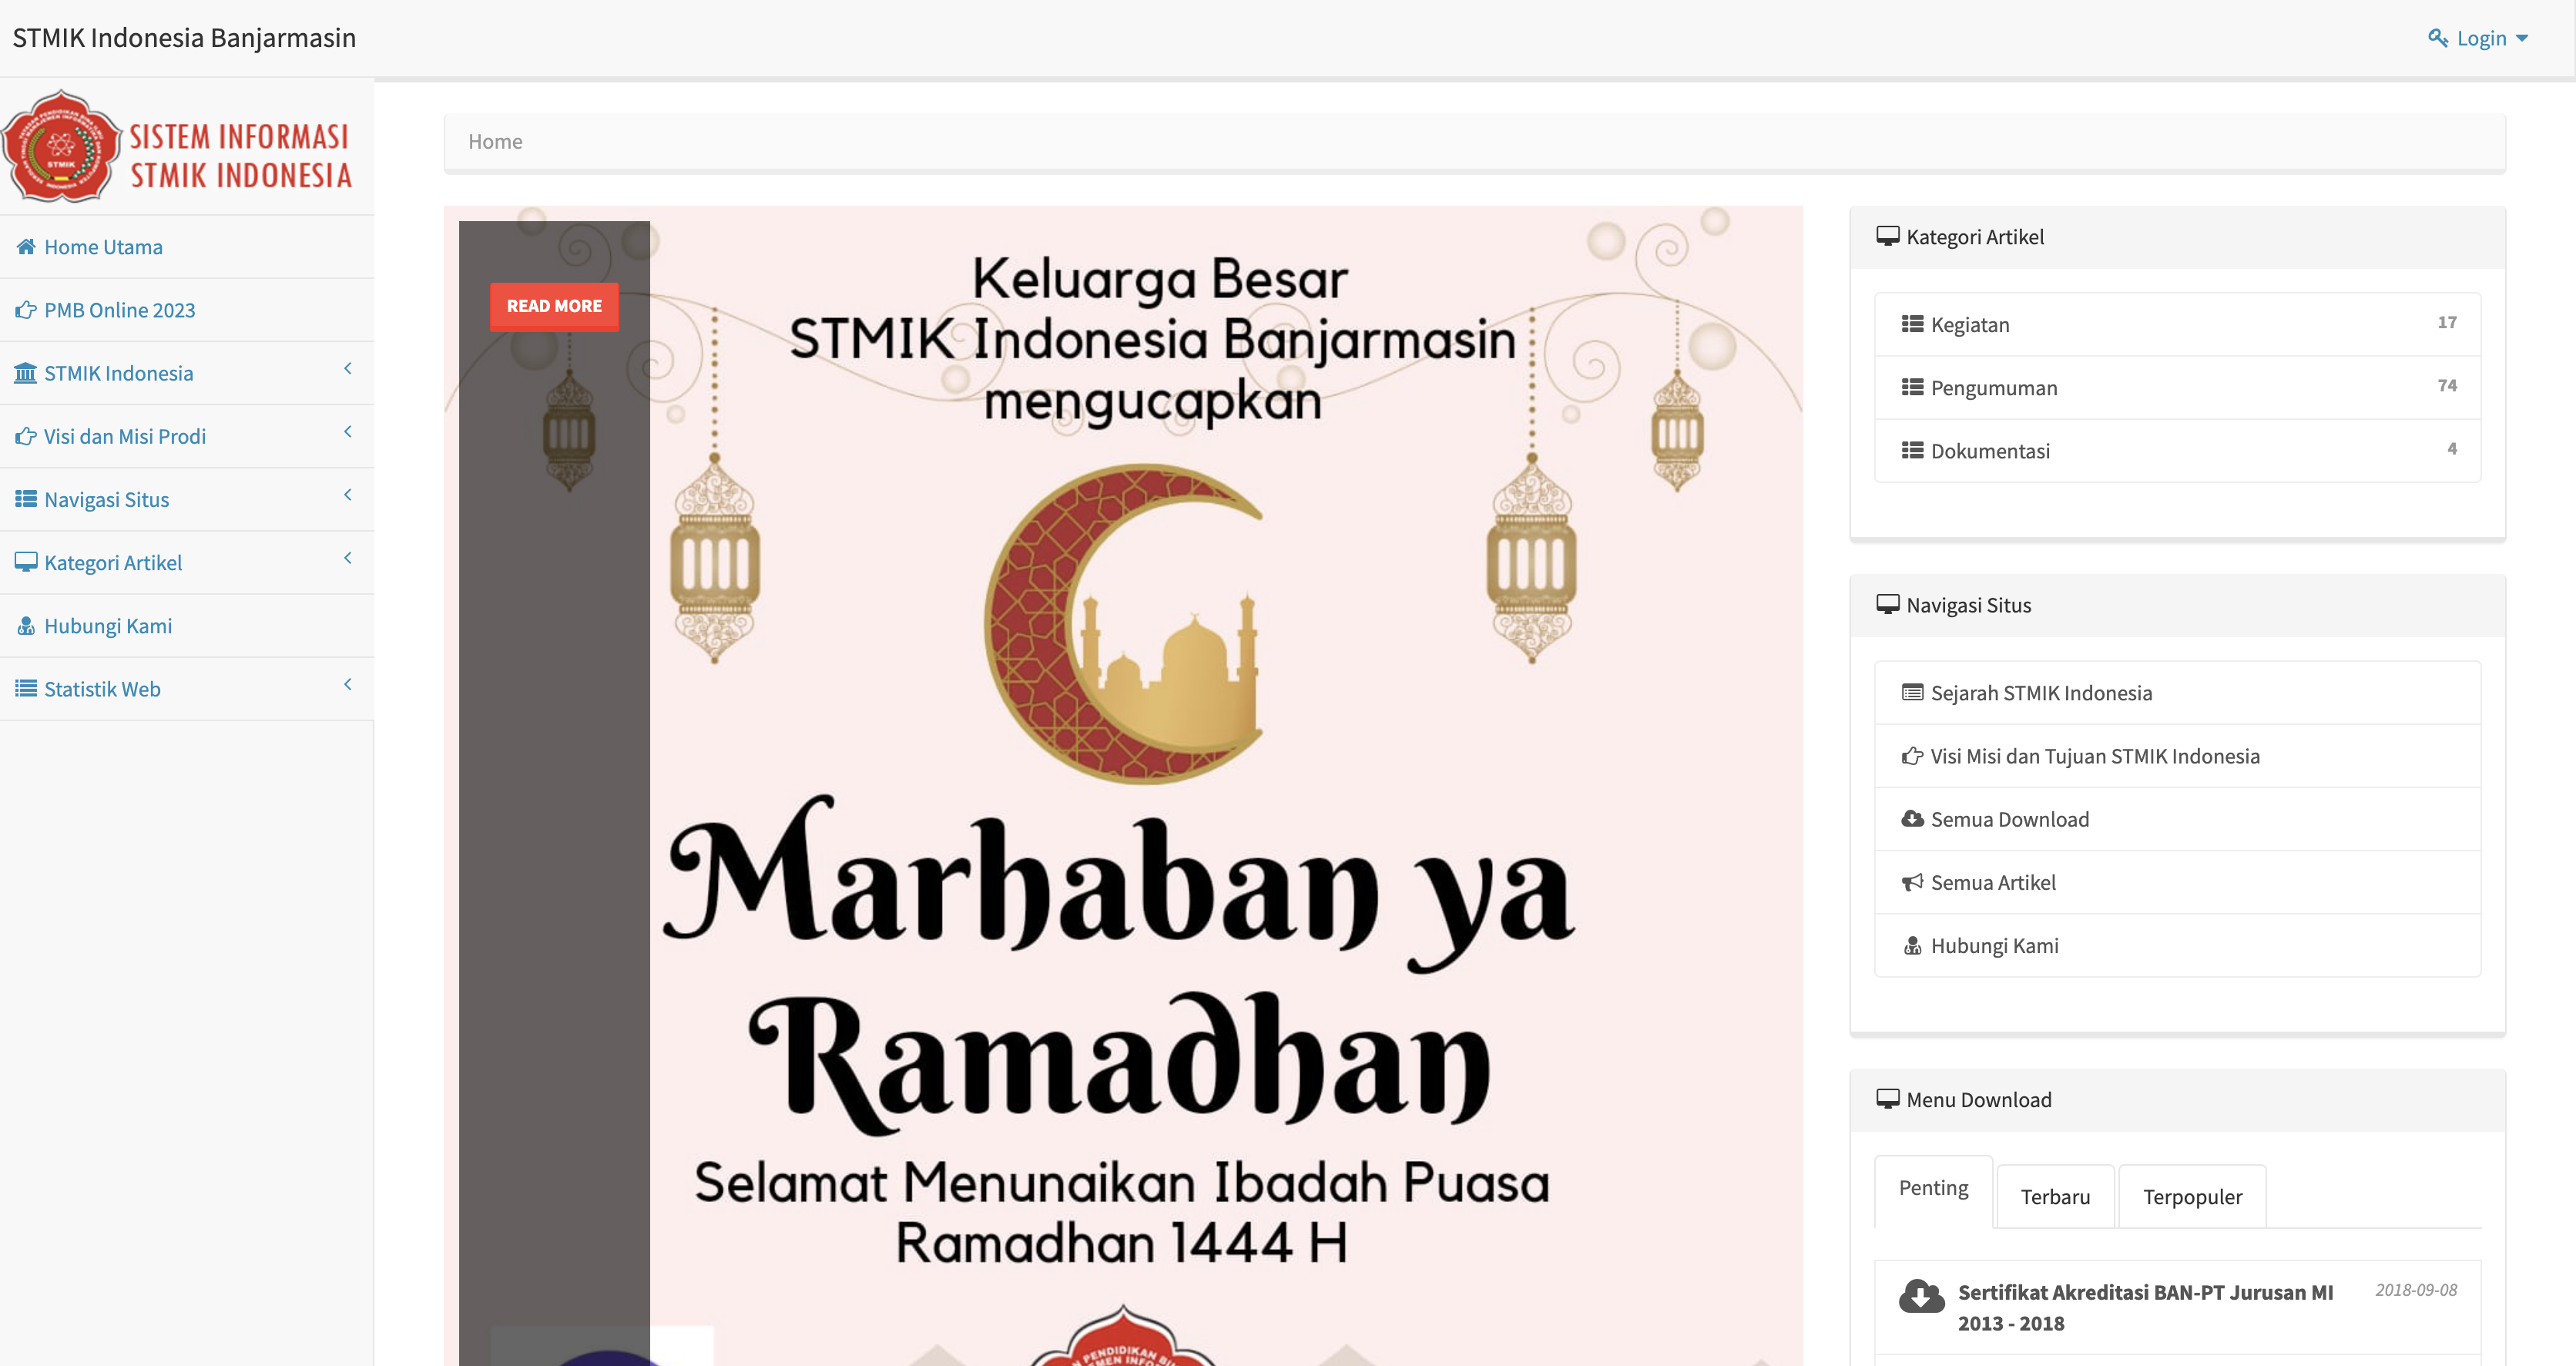 STMIK Indonesia Banjarmasin
Login
STMIK
SISTEM INFORMASI
STMIK INDONESIA
Home Utama
PMB Online 2023
STMIK Indonesia
Visi dan Misi Prodi
Navigasi Situs
Kategori Artikel
Hubungi Kami
Statistik Web
Home
READ MORE
Keluarga Besar
STMIK Indonesia Banjarmasin
mengucapkan
Marhaban ya
Ramadhan
Selamat Menunaikan Ibadah Puasa
Ramadhan 1444 H
Kategori Artikel
Kegiatan 17
Pengumuman 74
Dokumentasi 4
Navigasi Situs
Sejarah STMIK Indonesia
Visi Misi dan Tujuan STMIK Indonesia
Semua Download
Semua Artikel
Hubungi Kami
Menu Download
Penting Terbaru Terpopuler
Sertifikat Akreditasi BAN-PT Jurusan MI 2018-09-08
2013 - 2018